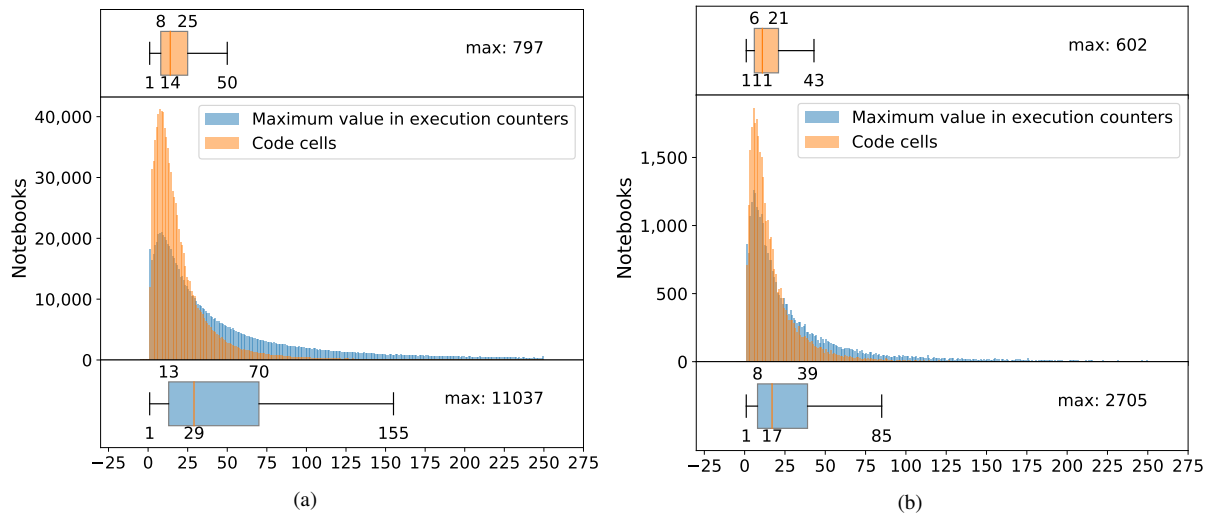 8 25
max: 797
1 14 50
40,000
30,000
20,000
10,000
0
Notebooks
Maximum value in execution counters
Code cells
13 70
max: 11037
1 29 155
−25 0 25 50 75 100 125 150 175 200 225 250 275
(a)
6 21
max: 602
111 43
1,500
1,000
500
0
Notebooks
Maximum value in execution counters
Code cells
8 39
max: 2705
1 17 85
−25 0 25 50 75 100 125 150 175 200 225 250 275
(b)